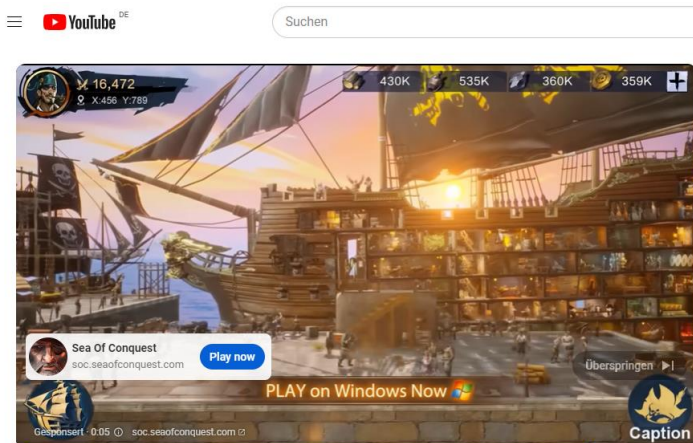 YouTube DE
Suchen
16,472
X:456 Y:789
430K 535K 360K 359K
Sea Of Conquest
soc.seaofconquest.com
Play now
Überspringen
PLAY on Windows Now
Gesponsert · 0:05 soc.seaofconquest.com
Caption